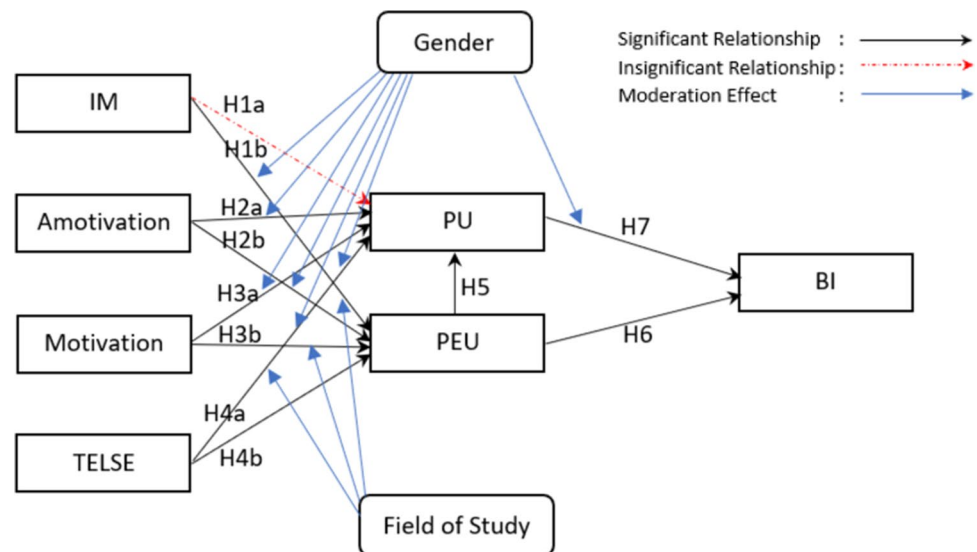 Gender
Significant Relationship :
Insignificant Relationship :
Moderation Effect :
IM
H1a
H1b
Amotivation
H2a
H2b
PU
H7
BI
H3a
H5
Motivation
H3b
PEU
H6
H4a
TELSE
H4b
Field of Study